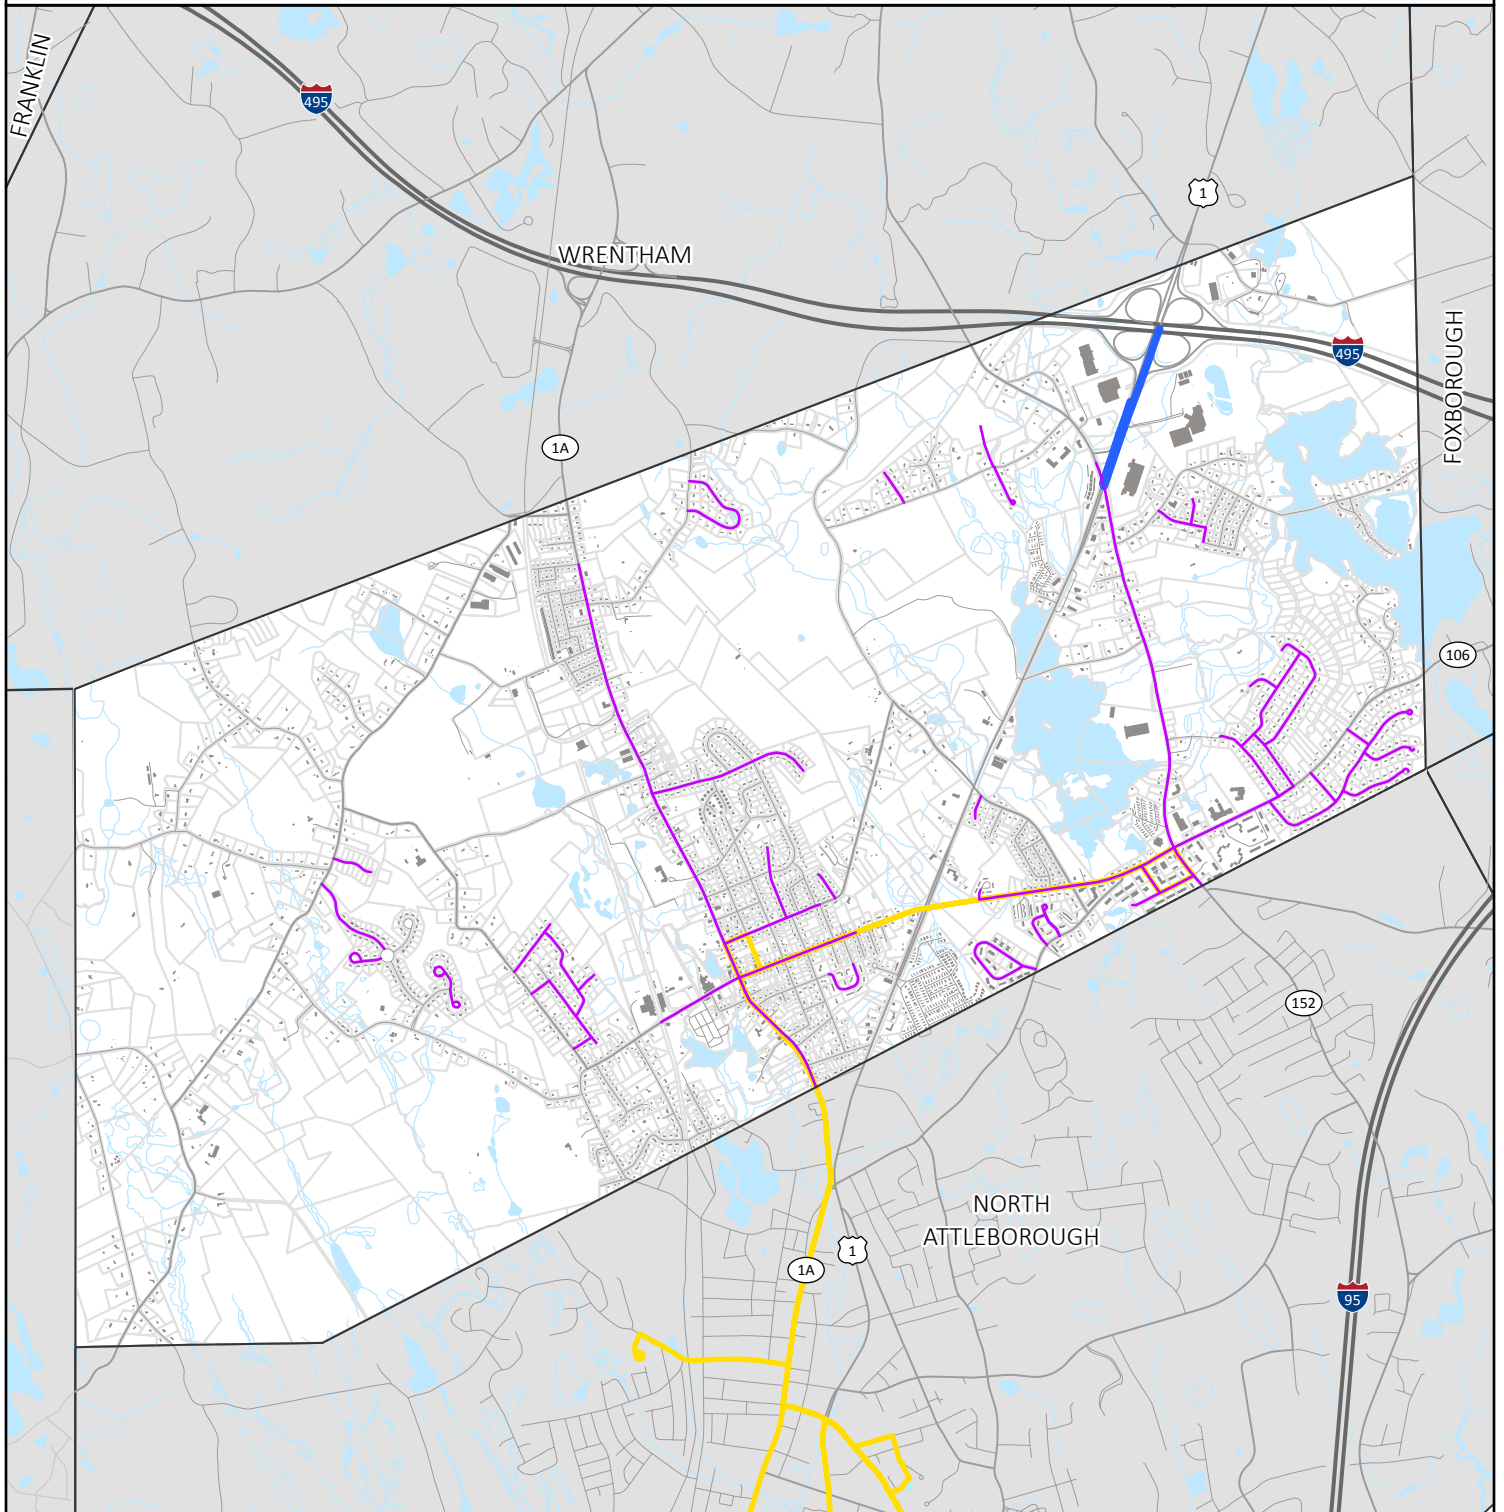 FRANKLIN
495
1
WRENTHAM
495
FOXBOROUGH
1A
106
152
NORTH
ATTLEBOROUGH
1
1A
95